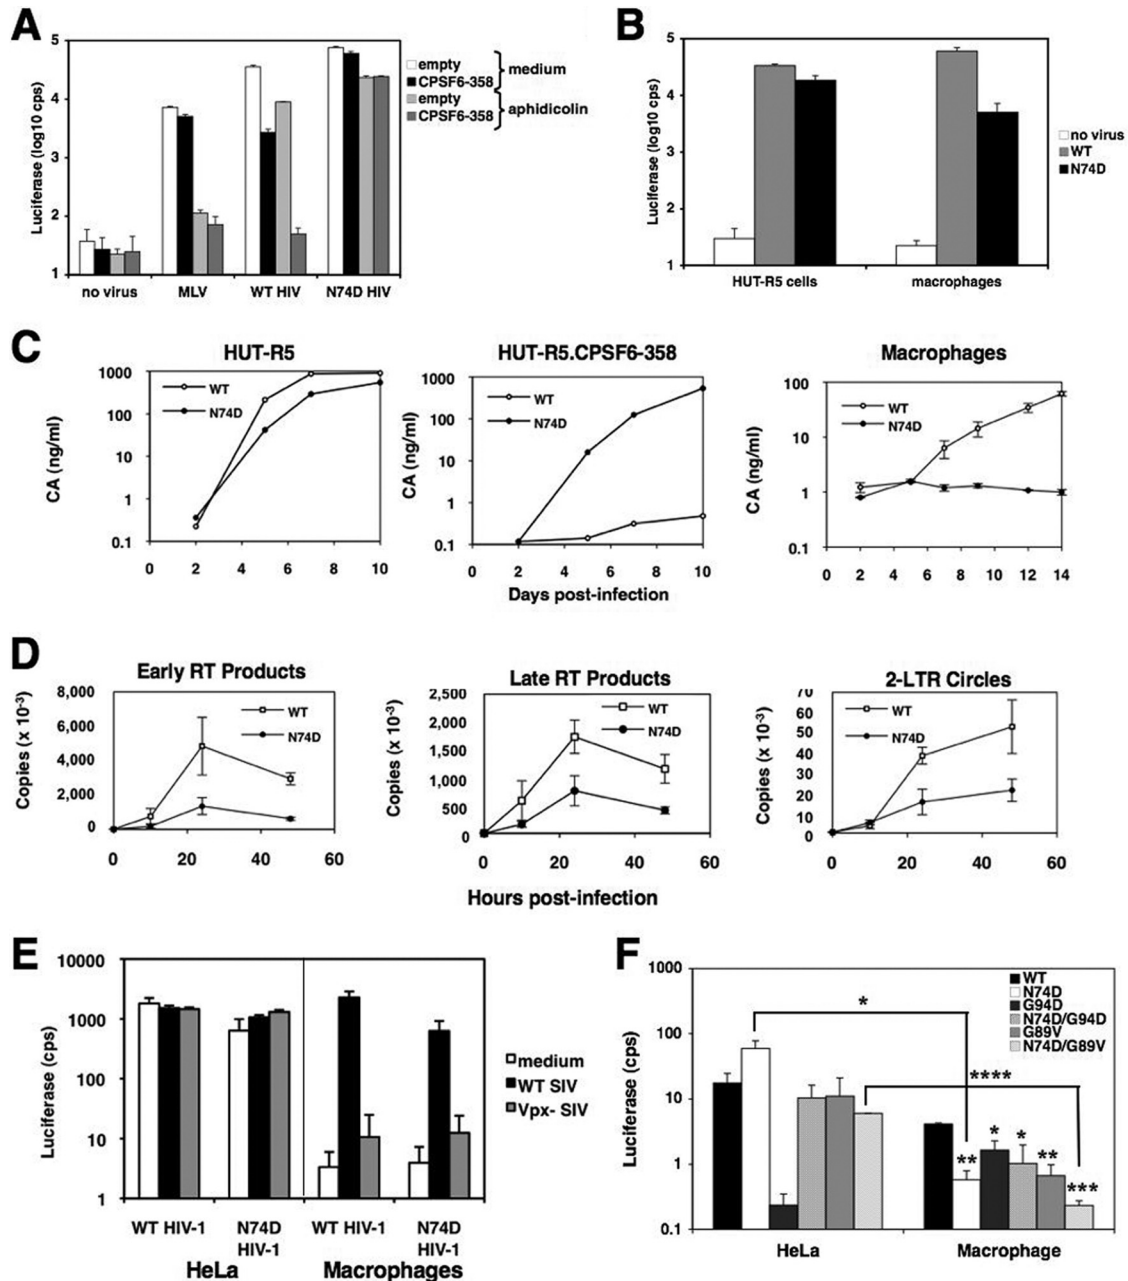 A
Luciferase (log10 cps)
5
4
3
2
1
no virus
MLV
WT HIV
N74D HIV
empty
CPSF6-358
medium
empty
CPSF6-358
aphidicolin
B
Luciferase (log10 cps)
5
4
3
2
1
HUT-R5 cells
macrophages
no virus
WT
N74D
C
HUT-R5
CA (ng/ml)
1000
100
10
1
0.1
WT
N74D
0 2 4 6 8 10
HUT-R5.CPSF6-358
CA (ng/ml)
1000
100
10
1
0.1
WT
N74D
0 2 4 6 8 10
Days post-infection
Macrophages
CA (ng/ml)
100
10
1
0.1
WT
N74D
0 2 4 6 8 10 12 14
D
Early RT Products
Copies (x 10-3)
8,000
6,000
4,000
2,000
0
WT
N74D
0 20 40 60
Late RT Products
Copies (x 10-3)
2,500
2,000
1,500
1,000
500
0
WT
N74D
0 20 40 60
Hours post-infection
2-LTR Circles
Copies (x 10-3)
70
60
50
40
30
20
10
0
WT
N74D
0 20 40 60
E
Luciferase (cps)
10000
1000
100
10
1
WT HIV-1
N74D
HIV-1
WT HIV-1
N74D
HIV-1
HeLa
Macrophages
medium
WT SIV
Vpx- SIV
F
Luciferase (cps)
1000
100
10
1
0.1
WT
N74D
G94D
N74D/G94D
G89V
N74D/G89V
*
****
** * * ** ***
HeLa
Macrophage